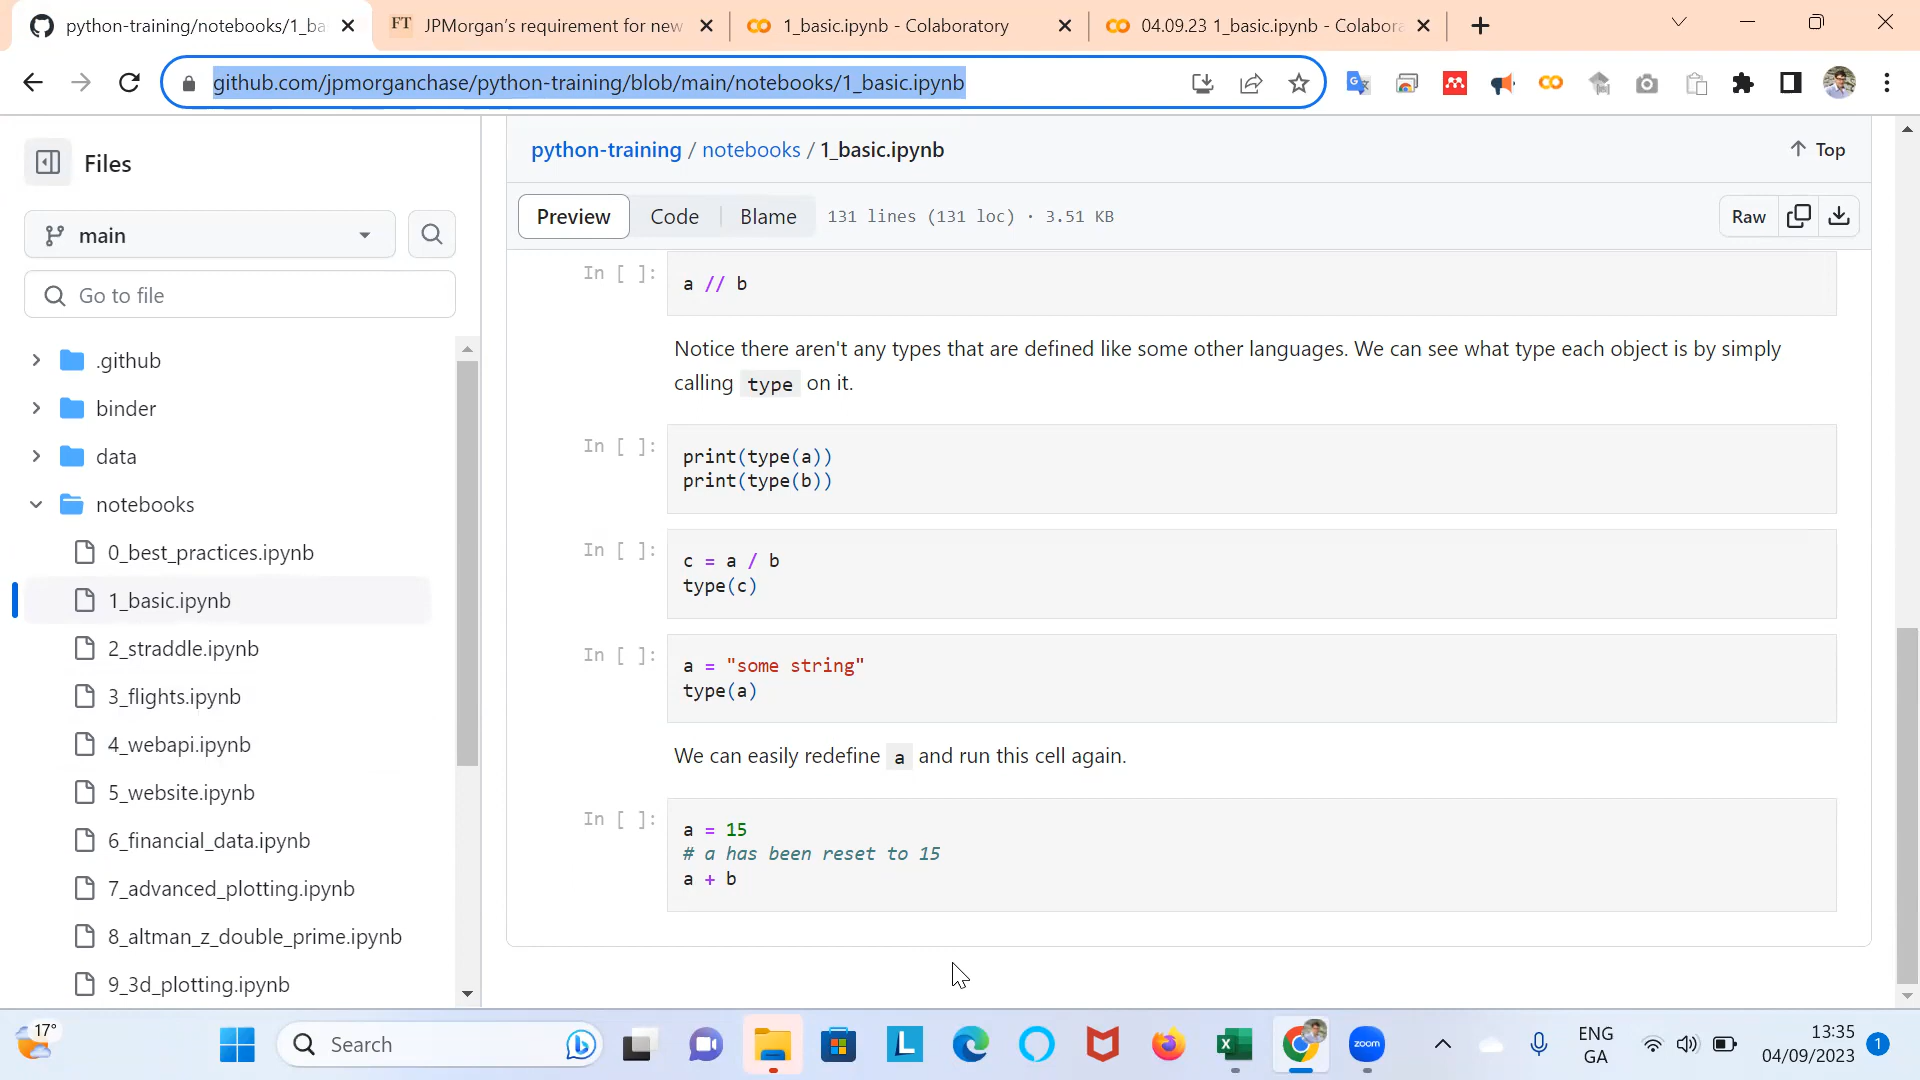 python-training/notebooks/1_ba
FT JPMorgan's requirement for new
1_basic.ipynb - Colaboratory
04.09.23 1_basic.ipynb - Colabora
github.com/jpmorganchase/python-training/blob/main/notebooks/1_basic.ipynb
Files
main
Go to file
.github
binder
data
notebooks
0_best_practices.ipynb
1_basic.ipynb
2_straddle.ipynb
3_flights.ipynb
4_webapi.ipynb
5_website.ipynb
6_financial_data.ipynb
7_advanced_plotting.ipynb
8_altman_z_double_prime.ipynb
9_3d_plotting.ipynb
python-training / notebooks / 1_basic.ipynb
Top
Preview Code Blame 131 lines (131 loc) · 3.51 KB Raw
In [ ]: a // b
Notice there aren't any types that are defined like some other languages. We can see what type each object is by simply
calling type on it.
In [ ]: print(type(a))
print(type(b))
In [ ]: c = a / b
type(c)
In [ ]: a = "some string"
type(a)
We can easily redefine a and run this cell again.
In [ ]: a = 15
# a has been reset to 15
a + b
17°
Search
L
zoom
ENG
GA
13:35
04/09/2023
1